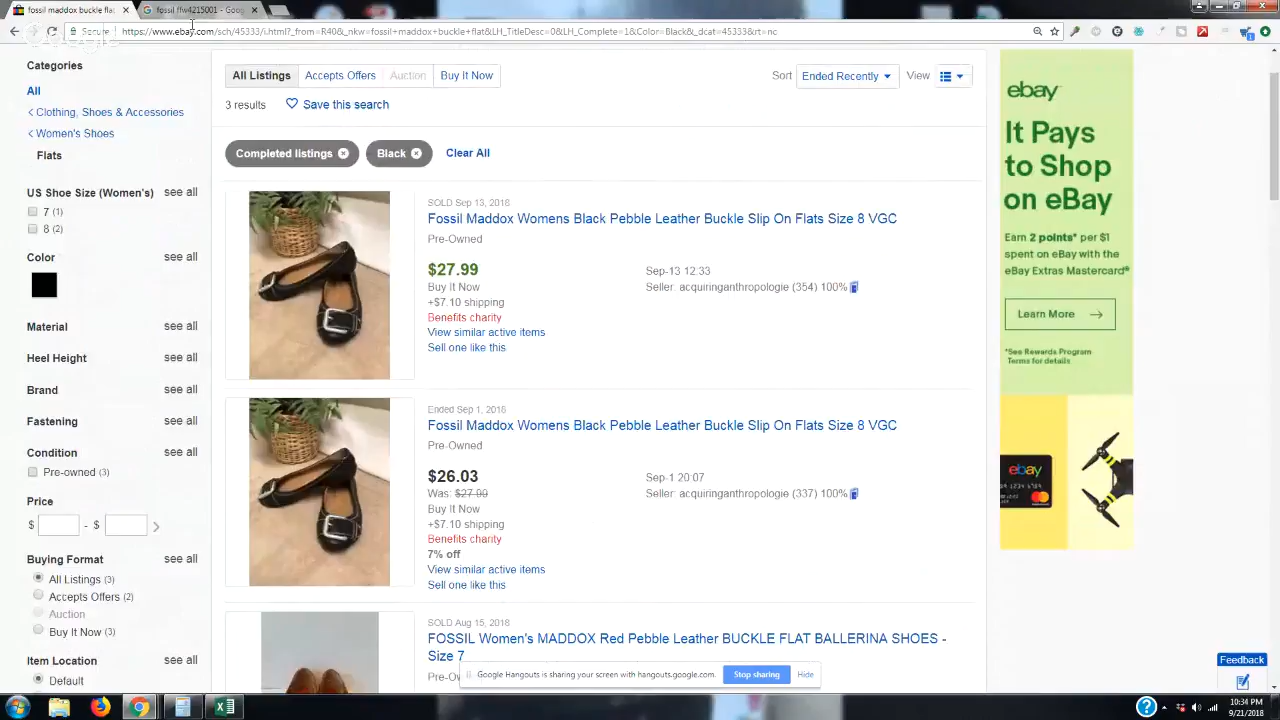 fossil maddox buckle flat
fossil flw4215001 - Goog
Secure
https://www.ebay.com/sch/45333/i.html?_from=R40&_nkw=fossil+maddox+buckle+flat&LH_TitleDesc=0&LH_Complete=1&Color=Black&_dcat=45333&rt=nc
Categories
All
Clothing, Shoes & Accessories
Women's Shoes
Flats
US Shoe Size (Women's) see all
7 (1)
8 (2)
Color see all
Material see all
Heel Height see all
Brand see all
Fastening see all
Condition see all
Pre-owned (3)
Price
$ - $
Buying Format see all
All Listings (3)
Accepts Offers (2)
Auction
Buy It Now (3)
Item Location see all
Default
All Listings Accepts Offers Auction Buy It Now
Sort Ended Recently View
3 results Save this search
Completed listings Black Clear All
SOLD Sep 13, 2018
Fossil Maddox Womens Black Pebble Leather Buckle Slip On Flats Size 8 VGC
Pre-Owned
$27.99 Sep-13 12:33
Buy It Now Seller: acquiringanthropologie (354) 100%
+$7.10 shipping
Benefits charity
View similar active items
Sell one like this
Ended Sep 1, 2018
Fossil Maddox Womens Black Pebble Leather Buckle Slip On Flats Size 8 VGC
Pre-Owned
$26.03 Sep-1 20:07
Was: $27.99 Seller: acquiringanthropologie (337) 100%
Buy It Now
+$7.10 shipping
Benefits charity
7% off
View similar active items
Sell one like this
SOLD Aug 15, 2018
FOSSIL Women's MADDOX Red Pebble Leather BUCKLE FLAT BALLERINA SHOES -
Size 7
Pre-
Google Hangouts is sharing your screen with hangouts.google.com. Stop sharing Hide
ebay
It Pays
to Shop
on eBay
Earn 2 points* per $1
spent on eBay with the
eBay Extras Mastercard®
Learn More
*See Rewards Program
Terms for details
ebay
Feedback
10:34 PM
9/21/2018